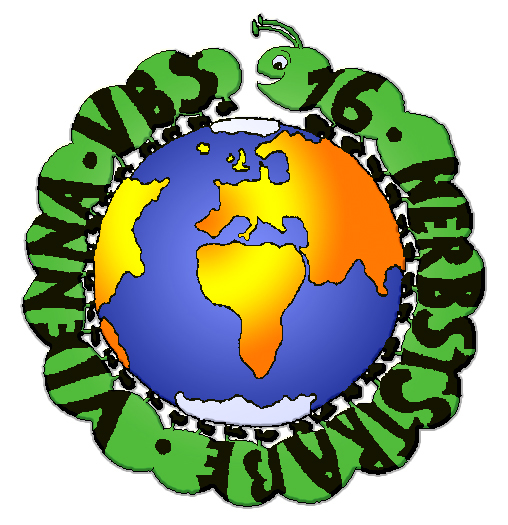 16 • HERBSTSTRAßE • VIENNA • VBS